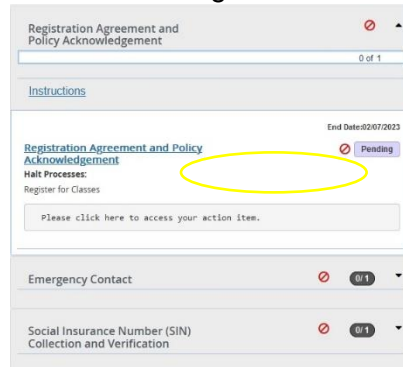 Registration Agreement and
Policy Acknowledgement
0 of 1
Instructions
End Date:02/07/2023
Registration Agreement and Policy
Acknowledgement
Pending
Halt Processes:
Register for Classes
Please click here to access your action item.
Emergency Contact
0/1
Social Insurance Number (SIN)
Collection and Verification
0/1